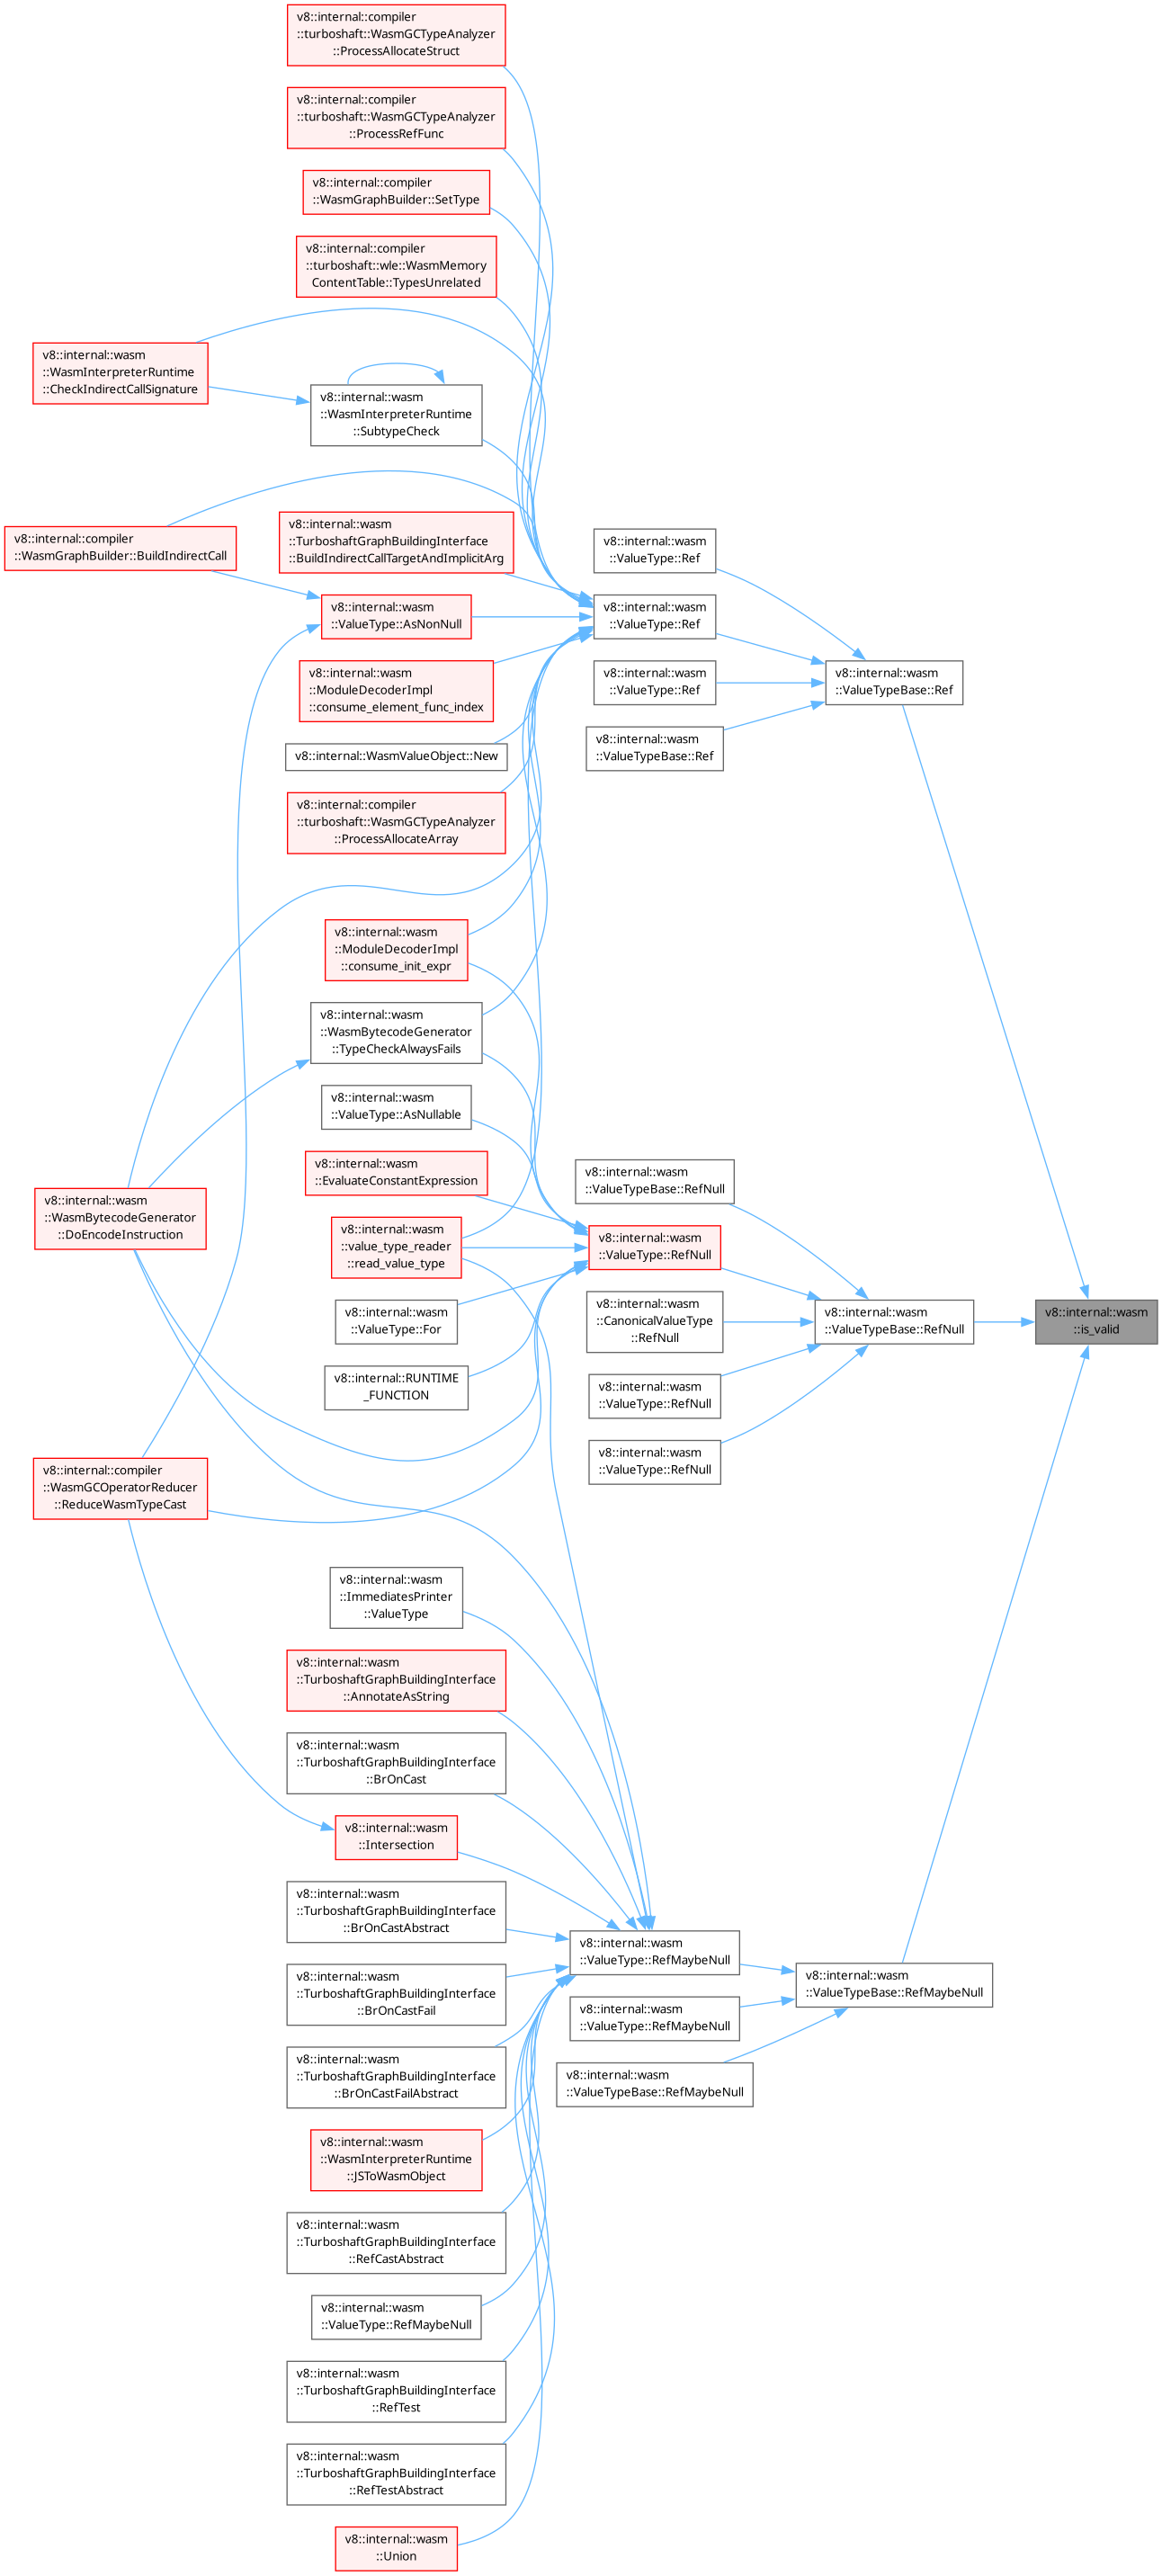 v8::internal::compiler
::turboshaft::WasmGCTypeAnalyzer
::ProcessAllocateStruct
v8::internal::compiler
::turboshaft::WasmGCTypeAnalyzer
::ProcessRefFunc
v8::internal::compiler
::WasmGraphBuilder::SetType
v8::internal::compiler
::turboshaft::wle::WasmMemory
ContentTable::TypesUnrelated
v8::internal::wasm
::WasmInterpreterRuntime
::CheckIndirectCallSignature
v8::internal::wasm
::WasmInterpreterRuntime
::SubtypeCheck
v8::internal::compiler
::WasmGraphBuilder::BuildIndirectCall
v8::internal::wasm
::TurboshaftGraphBuildingInterface
::BuildIndirectCallTargetAndImplicitArg
v8::internal::wasm
::ValueType::Ref
v8::internal::wasm
::ValueType::AsNonNull
v8::internal::wasm
::ValueType::Ref
v8::internal::wasm
::ModuleDecoderImpl
::consume_element_func_index
v8::internal::wasm
::ValueType::Ref
v8::internal::wasm
::ValueTypeBase::Ref
v8::internal::WasmValueObject::New
v8::internal::wasm
::ValueTypeBase::Ref
v8::internal::compiler
::turboshaft::WasmGCTypeAnalyzer
::ProcessAllocateArray
v8::internal::wasm
::ModuleDecoderImpl
::consume_init_expr
v8::internal::wasm
::WasmBytecodeGenerator
::TypeCheckAlwaysFails
v8::internal::wasm
::ValueType::AsNullable
v8::internal::wasm
::EvaluateConstantExpression
v8::internal::wasm
::ValueTypeBase::RefNull
v8::internal::wasm
::WasmBytecodeGenerator
::DoEncodeInstruction
v8::internal::wasm
::value_type_reader
::read_value_type
v8::internal::wasm
::ValueType::RefNull
v8::internal::wasm
::ValueType::For
v8::internal::wasm
::CanonicalValueType
::RefNull
v8::internal::wasm
::ValueTypeBase::RefNull
v8::internal::wasm
::is_valid
v8::internal::RUNTIME
_FUNCTION
v8::internal::wasm
::ValueType::RefNull
v8::internal::wasm
::ValueType::RefNull
v8::internal::compiler
::WasmGCOperatorReducer
::ReduceWasmTypeCast
v8::internal::wasm
::ImmediatesPrinter
::ValueType
v8::internal::wasm
::TurboshaftGraphBuildingInterface
::AnnotateAsString
v8::internal::wasm
::TurboshaftGraphBuildingInterface
::BrOnCast
v8::internal::wasm
::Intersection
v8::internal::wasm
::TurboshaftGraphBuildingInterface
::BrOnCastAbstract
v8::internal::wasm
::ValueType::RefMaybeNull
v8::internal::wasm
::TurboshaftGraphBuildingInterface
::BrOnCastFail
v8::internal::wasm
::ValueType::RefMaybeNull
v8::internal::wasm
::ValueTypeBase::RefMaybeNull
v8::internal::wasm
::TurboshaftGraphBuildingInterface
::BrOnCastFailAbstract
v8::internal::wasm
::ValueTypeBase::RefMaybeNull
v8::internal::wasm
::WasmInterpreterRuntime
::JSToWasmObject
v8::internal::wasm
::TurboshaftGraphBuildingInterface
::RefCastAbstract
v8::internal::wasm
::ValueType::RefMaybeNull
v8::internal::wasm
::TurboshaftGraphBuildingInterface
::RefTest
v8::internal::wasm
::TurboshaftGraphBuildingInterface
::RefTestAbstract
v8::internal::wasm
::Union